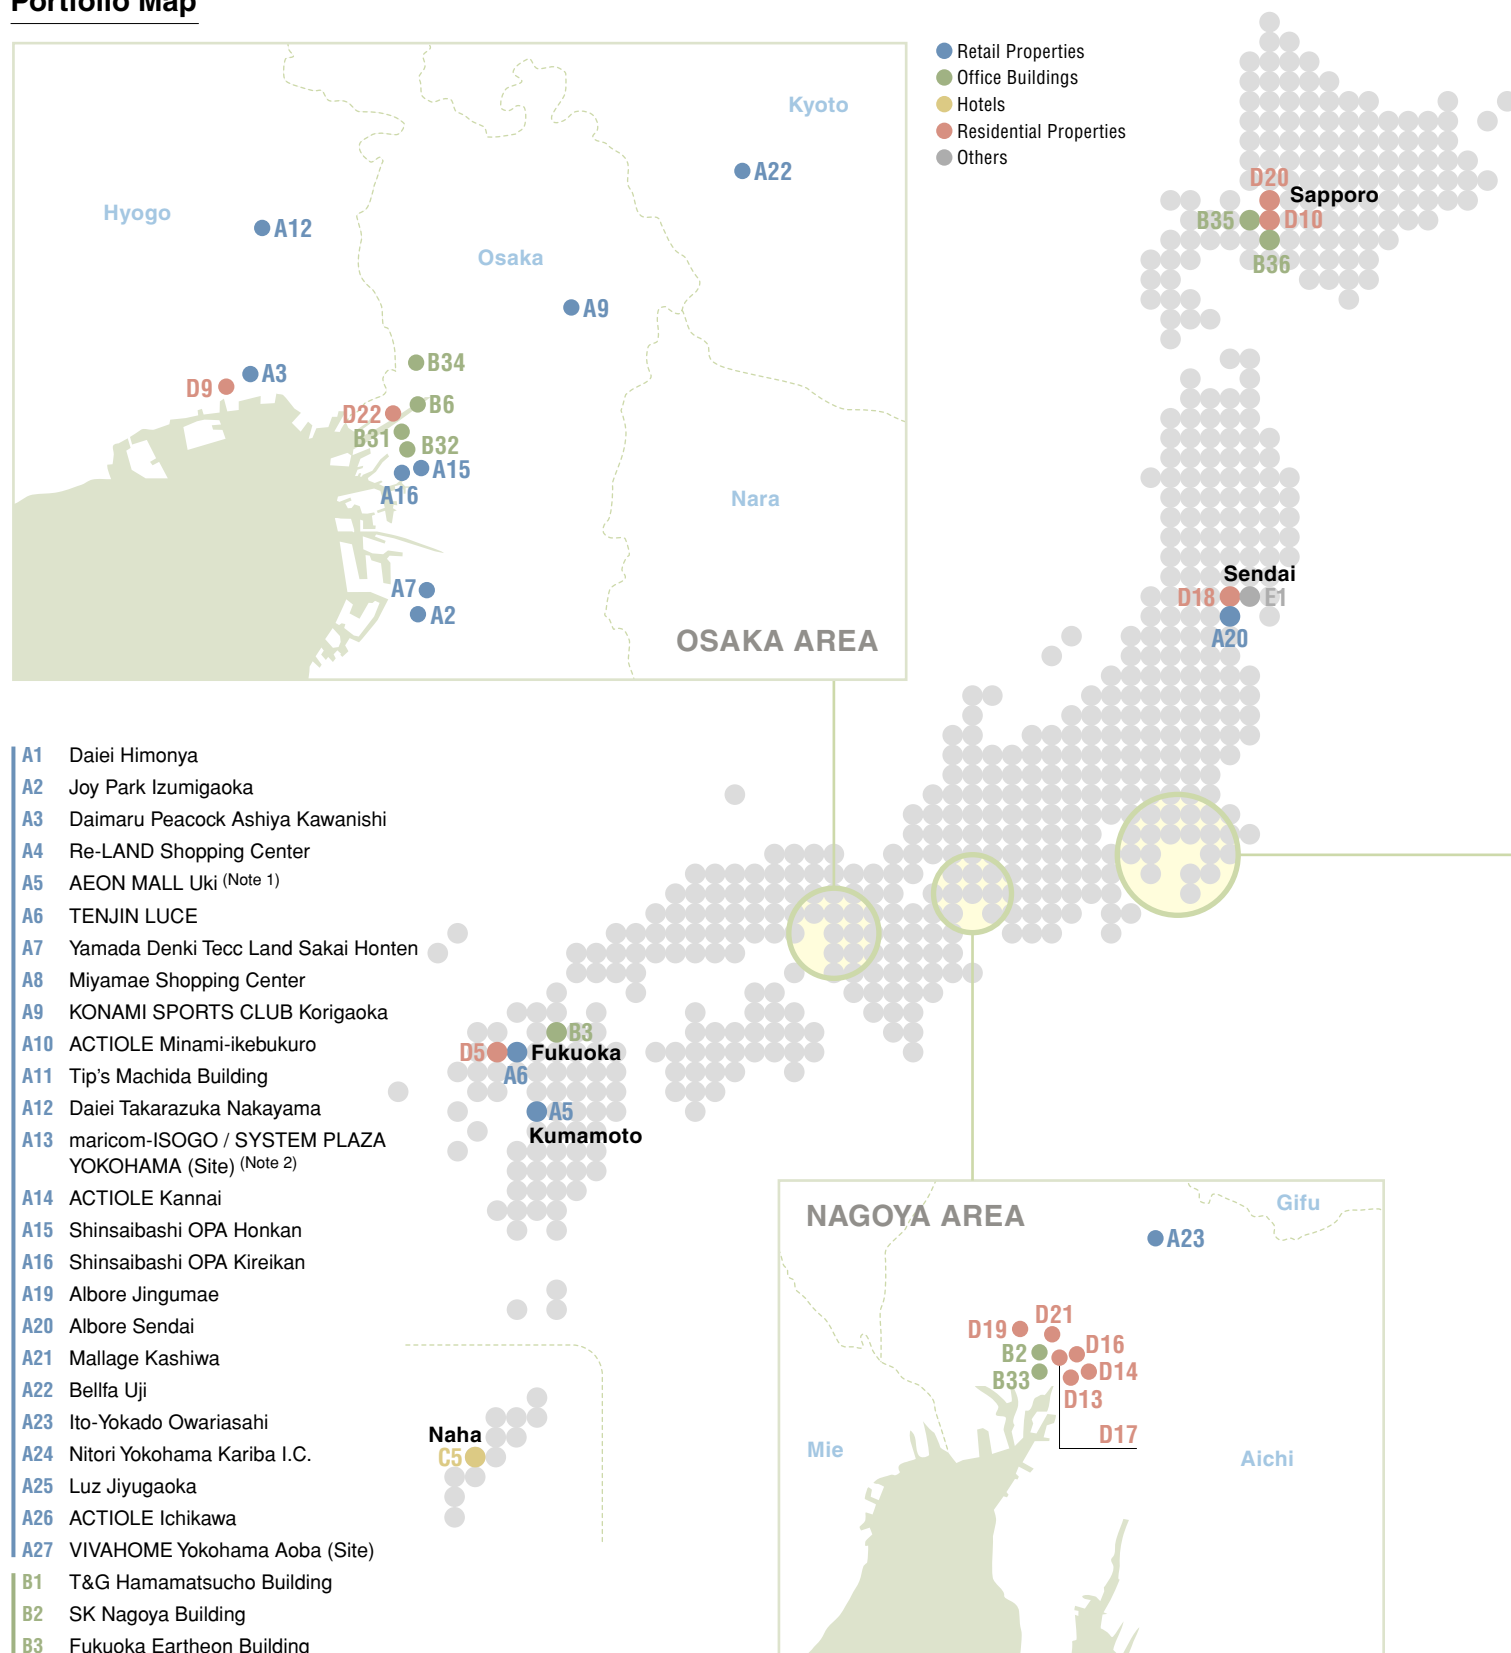 Portfolio Map
Retail Properties
Office Buildings
Hotels
Residential Properties
Others
Kyoto
A22
Hyogo
A12
Osaka
A9
B34
A3
D9
B6
D22
B31
B32
A15
A16
Nara
A7
A2
OSAKA AREA
D20
Sapporo
B35
D10
B36
Sendai
D18
E1
A20
B3
D5
Fukuoka
A6
A5
Kumamoto
Naha
C5
NAGOYA AREA
Gifu
A23
D21
D19
D16
B2
D14
B33
D13
D17
Mie
Aichi
A1 Daiei Himonya
A2 Joy Park Izumigaoka
A3 Daimaru Peacock Ashiya Kawanishi
A4 Re-LAND Shopping Center
A5 AEON MALL Uki (Note 1)
A6 TENJIN LUCE
A7 Yamada Denki Tecc Land Sakai Honten
A8 Miyamae Shopping Center
A9 KONAMI SPORTS CLUB Korigaoka
A10 ACTIOLE Minami-ikebukuro
A11 Tip's Machida Building
A12 Daiei Takarazuka Nakayama
A13 maricom-ISOGO / SYSTEM PLAZA
YOKOHAMA (Site) (Note 2)
A14 ACTIOLE Kannai
A15 Shinsaibashi OPA Honkan
A16 Shinsaibashi OPA Kireikan
A19 Albore Jingumae
A20 Albore Sendai
A21 Mallage Kashiwa
A22 Bellfa Uji
A23 Ito-Yokado Owariasahi
A24 Nitori Yokohama Kariba I.C.
A25 Luz Jiyugaoka
A26 ACTIOLE Ichikawa
A27 VIVAHOME Yokohama Aoba (Site)
B1 T&G Hamamatsucho Building
B2 SK Nagoya Building
B3 Fukuoka Eartheon Building